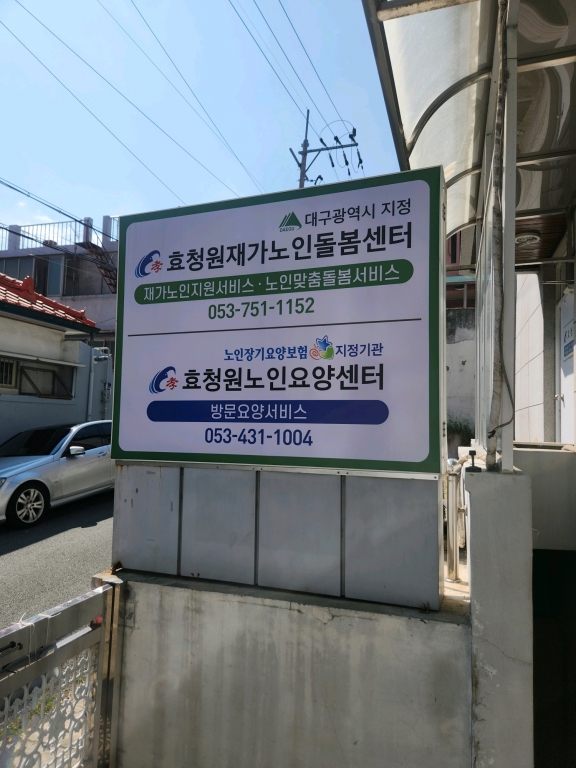 대구광역시 지정
효청원재가노인돌봄센터
재가노인지원서비스 · 노인맞춤돌봄서비스
053-751-1152
노인장기요양보험 지정기관
효청원노인요양센터
방문요양서비스
053-431-1004